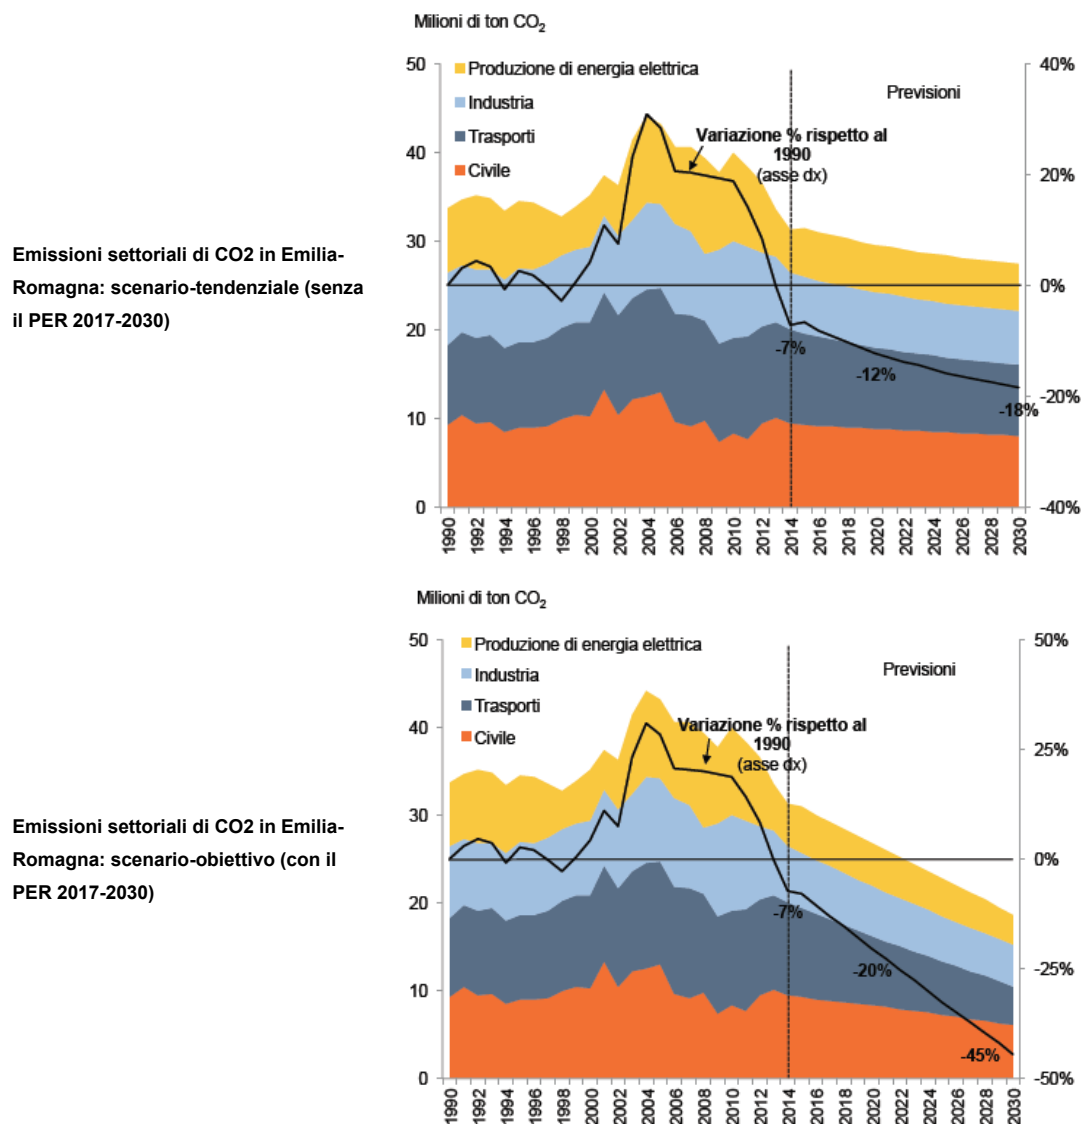 Milioni di ton CO2
50
40
30
20
10
0
Produzione di energia elettrica
Industria
Trasporti
Civile
Previsioni
Variazione % rispetto al
1990
(asse dx)
-7%
-12%
-18%
40%
20%
0%
-20%
-40%
1990 1992 1994 1996 1998 2000 2002 2004 2006 2008 2010 2012 2014 2016 2018 2020 2022 2024 2026 2028 2030
Emissioni settoriali di CO2 in Emilia-
Romagna: scenario-tendenziale (senza
il PER 2017-2030)
Milioni di ton CO2
50
40
30
20
10
0
Produzione di energia elettrica
Industria
Trasporti
Civile
Previsioni
Variazione % rispetto al
1990
(asse dx)
-7%
-20%
-45%
50%
25%
0%
-25%
-50%
1990 1992 1994 1996 1998 2000 2002 2004 2006 2008 2010 2012 2014 2016 2018 2020 2022 2024 2026 2028 2030
Emissioni settoriali di CO2 in Emilia-
Romagna: scenario-obiettivo (con il
PER 2017-2030)